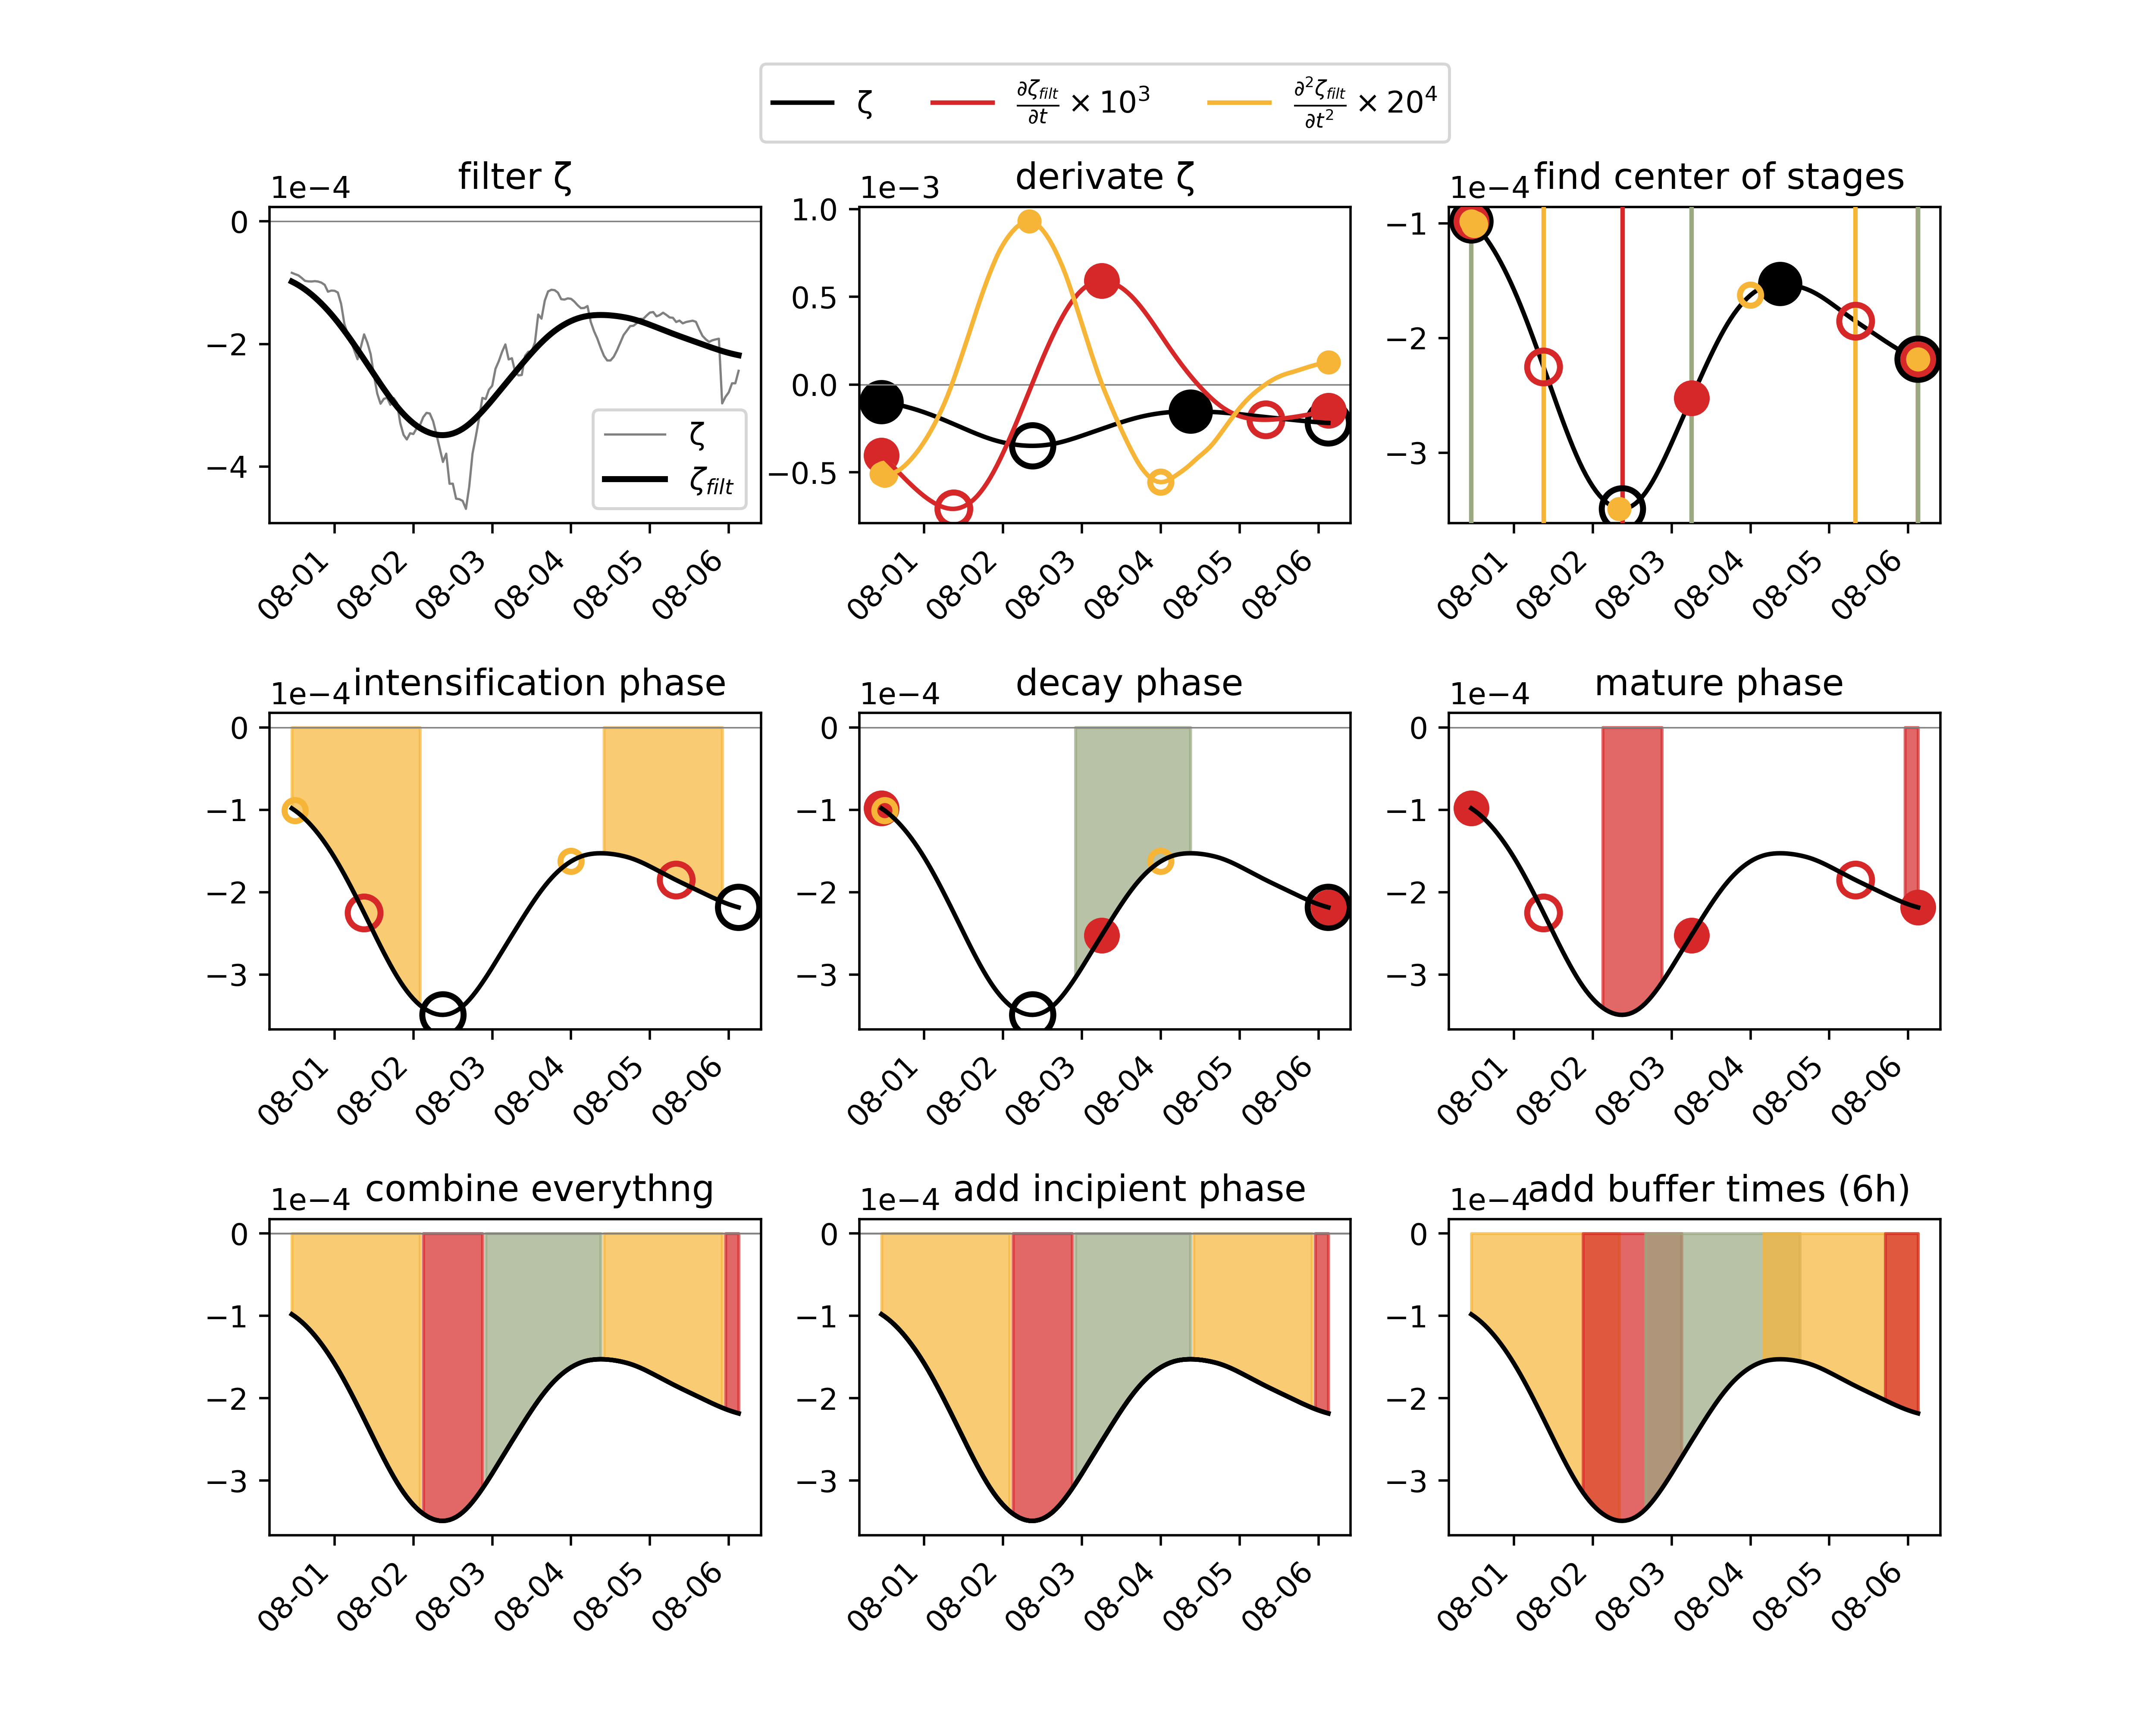 ζ ∂ζfilt/∂t × 10³ ∂²ζfilt/∂t² × 20⁴
filter ζ derivate ζ find center of stages
1e−4 1e−3 1e−4
0
−2
−4
ζ
ζfilt
08-01 08-02 08-03 08-04 08-05 08-06
1.0
0.5
0.0
−0.5
08-01 08-02 08-03 08-04 08-05 08-06
−1
−2
−3
08-01 08-02 08-03 08-04 08-05 08-06
intensification phase decay phase mature phase
1e−4 1e−4 1e−4
0
−1
−2
−3
08-01 08-02 08-03 08-04 08-05 08-06
0
−1
−2
−3
08-01 08-02 08-03 08-04 08-05 08-06
0
−1
−2
−3
08-01 08-02 08-03 08-04 08-05 08-06
combine everythng add incipient phase add buffer times (6h)
1e−4 1e−4 1e−4
0
−1
−2
−3
08-01 08-02 08-03 08-04 08-05 08-06
0
−1
−2
−3
08-01 08-02 08-03 08-04 08-05 08-06
0
−1
−2
−3
08-01 08-02 08-03 08-04 08-05 08-06